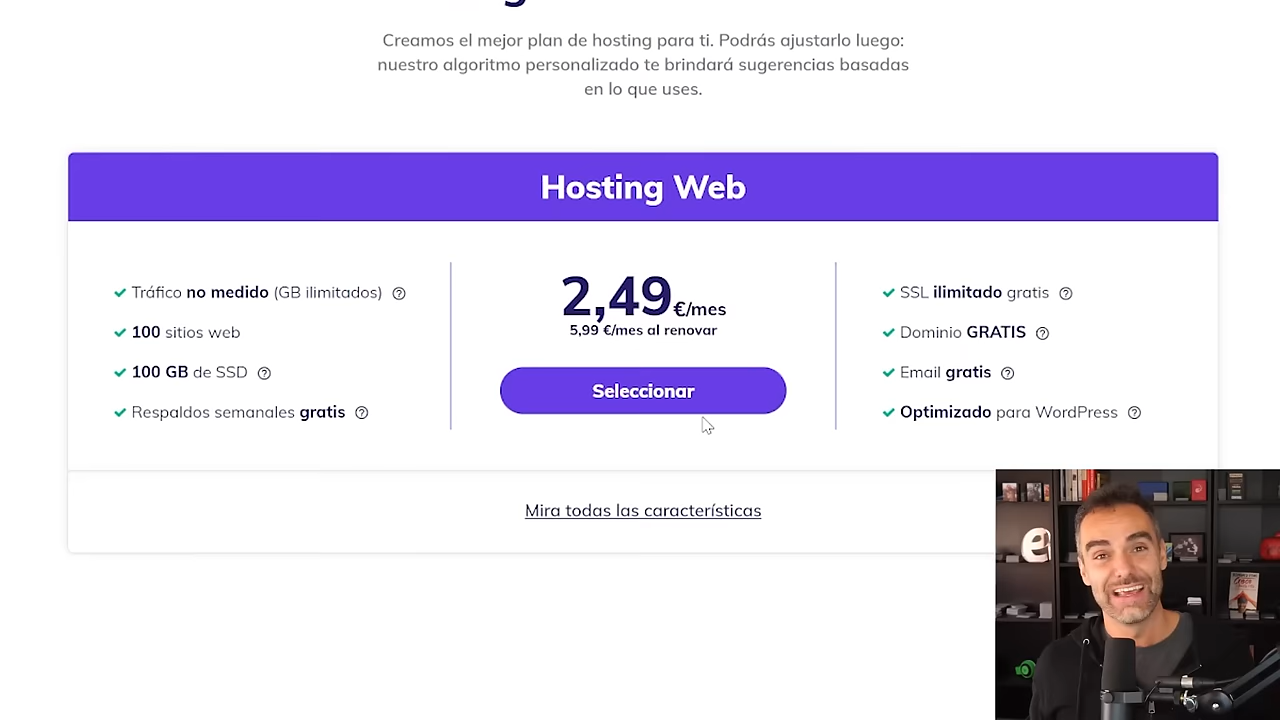 Creamos el mejor plan de hosting para ti. Podrás ajustarlo luego:
nuestro algoritmo personalizado te brindará sugerencias basadas
en lo que uses.
Hosting Web
Tráfico no medido (GB ilimitados)
100 sitios web
100 GB de SSD
Respaldos semanales gratis
2,49 €/mes
5,99 €/mes al renovar
Seleccionar
SSL ilimitado gratis
Dominio GRATIS
Email gratis
Optimizado para WordPress
Mira todas las características